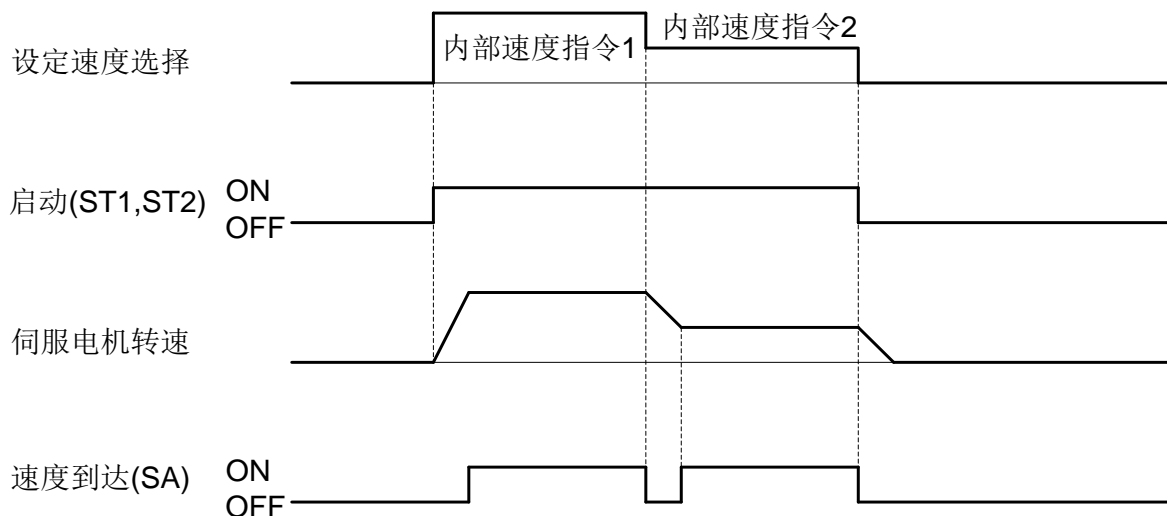 设定速度选择
内部速度指令1
内部速度指令2
启动(ST1,ST2)
ON
OFF
伺服电机转速
速度到达(SA)
ON
OFF